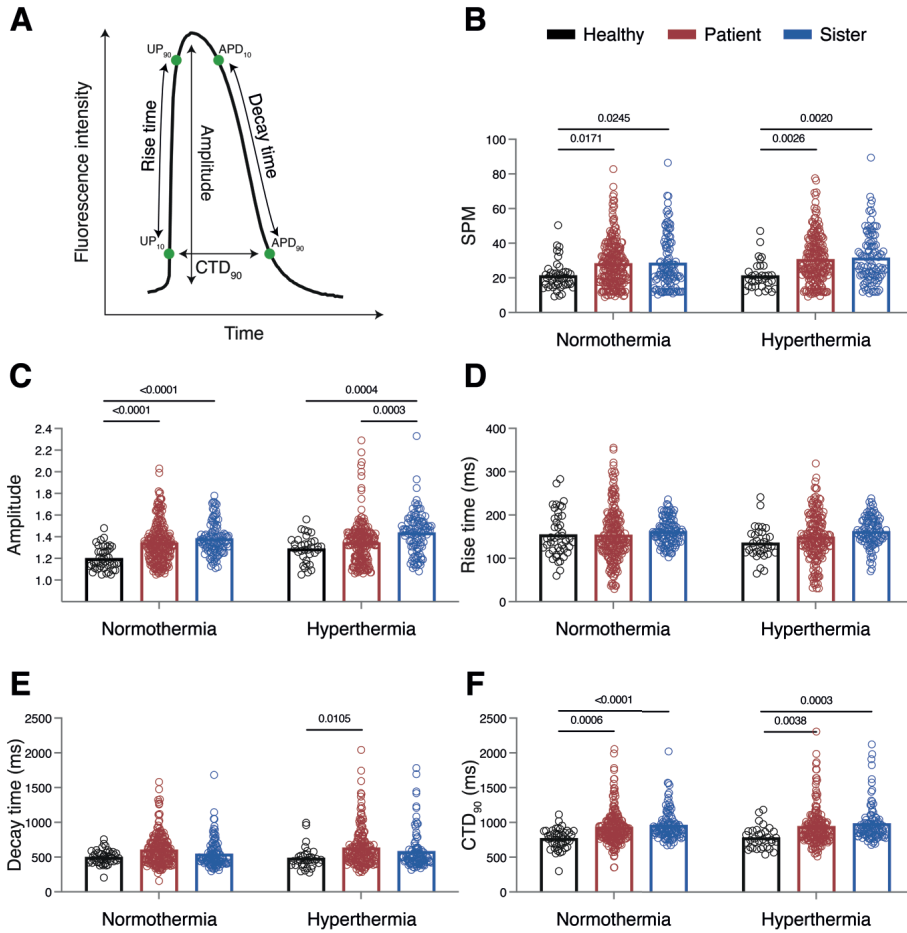 A
Fluorescence intensity
Time
UP90
APD10
Rise time
Amplitude
Decay time
UP10
CTD90
APD90
B
Healthy Patient Sister
0.0245
0.0171
0.0020
0.0026
SPM
100
80
60
40
20
0
Normothermia Hyperthermia
C
<0.0001
<0.0001
0.0004
0.0003
Amplitude
2.4
2.2
2.0
1.8
1.6
1.4
1.2
1.0
Normothermia Hyperthermia
D
Rise time (ms)
400
300
200
100
0
Normothermia Hyperthermia
E
0.0105
Decay time (ms)
2500
2000
1500
1000
500
0
Normothermia Hyperthermia
F
<0.0001
0.0006
0.0003
0.0038
CTD90 (ms)
2500
2000
1500
1000
500
0
Normothermia Hyperthermia